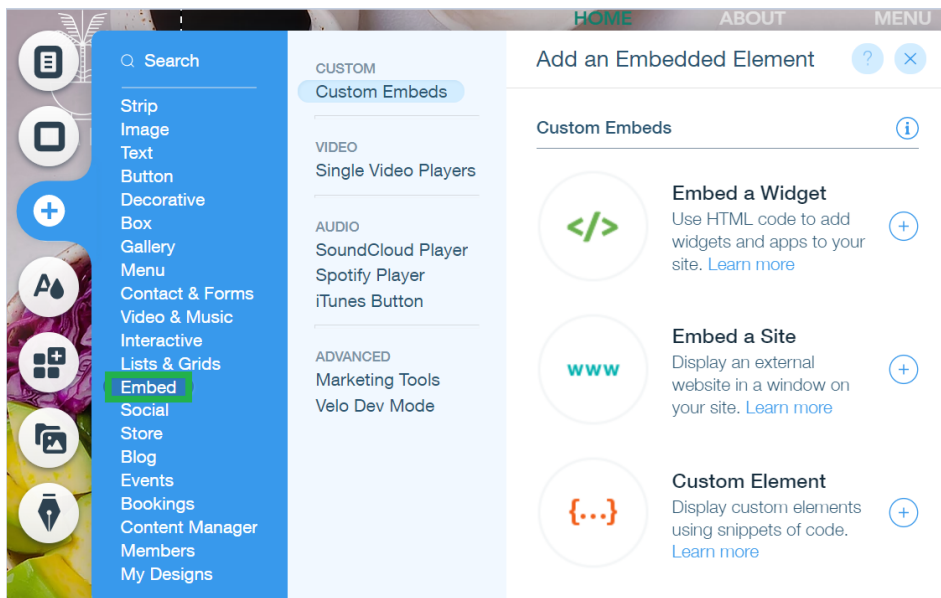 HOME ABOUT MENU
Search
Strip
Image
Text
Button
Decorative
Box
Gallery
Menu
Contact & Forms
Video & Music
Interactive
Lists & Grids
Embed
Social
Store
Blog
Events
Bookings
Content Manager
Members
My Designs
CUSTOM
Custom Embeds
VIDEO
Single Video Players
AUDIO
SoundCloud Player
Spotify Player
iTunes Button
ADVANCED
Marketing Tools
Velo Dev Mode
Add an Embedded Element ? ×
Custom Embeds i
</>
Embed a Widget
Use HTML code to add
widgets and apps to your
site. Learn more
+
www
Embed a Site
Display an external
website in a window on
your site. Learn more
+
{...}
Custom Element
Display custom elements
using snippets of code.
Learn more
+